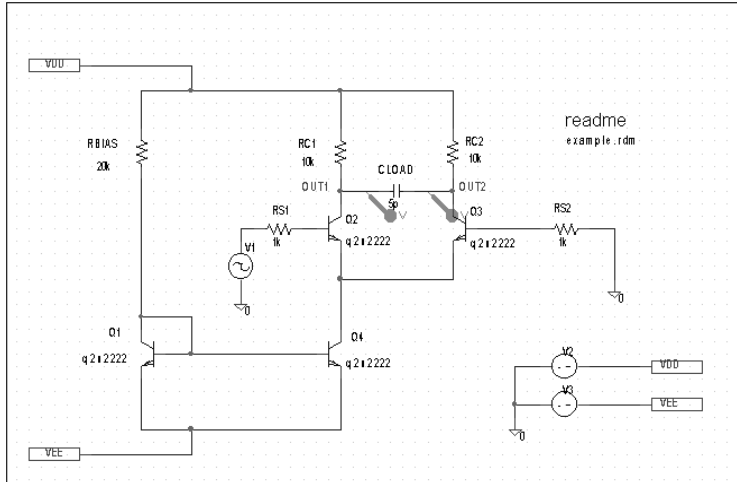 VDD
readme
example.rdm
RBIAS
20k
RC1
10k
RC2
10k
CLOAD
OUT1
OUT2
5p
V
V
RS1
1k
Q2
q2n2222
Q3
q2n2222
RS2
1k
V1
0
0
Q1
q2n2222
Q4
q2n2222
V2
VDD
V3
VEE
0
VEE